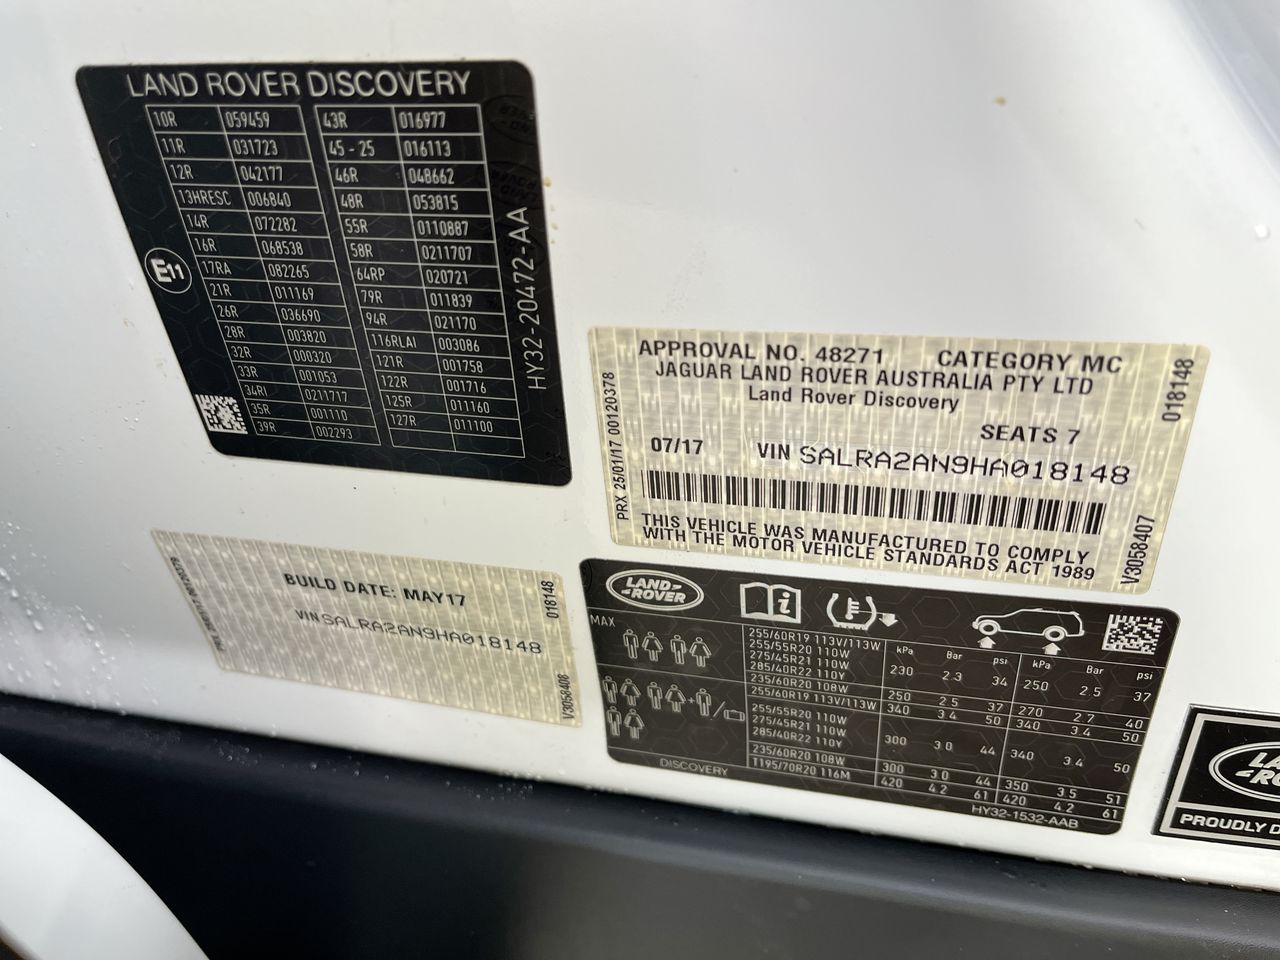 LAND ROVER DISCOVERY
10R 059459 43R 016977
11R 031723 45 - 25 016113
12R 042177 46R 048662
13HRESC 006840 48R 053815
14R 072282 55R 0110887
16R 068538 58R 0211707
17RA 082265 64RP 020721
21R 011169 79R 011839
26R 036690 94R 021170
28R 003820 116RLAI 003086
32R 000320 121R 001758
33R 001053 122R 001716
34RI 0211717 125R 011160
35R 001110 127R 011100
39R 002293
E11
HY32-20472-AA
APPROVAL NO. 48271 CATEGORY MC
JAGUAR LAND ROVER AUSTRALIA PTY LTD
Land Rover Discovery
SEATS 7
07/17 VIN SALRA2AN9HA018148
THIS VEHICLE WAS MANUFACTURED TO COMPLY
WITH THE MOTOR VEHICLE STANDARDS ACT 1989
PRX 25/01/17 00120378
018148
V3058407
BUILD DATE: MAY17
VIN SALRA2AN9HA018148
018148
V3058408
LAND-
-ROVER
MAX
kPa Bar psi kPa Bar psi
255/60R19 113V/113W
255/55R20 110W
275/45R21 110W
285/40R22 110Y
230 2.3 34 250 2.5 37
235/60R20 108W 250 2.5 37 270 2.7 40
255/60R19 113V/113W 340 3.4 50 340 3.4 50
255/55R20 110W
275/45R21 110W
285/40R22 110Y
300 3.0 44 340 3.4 50
235/60R20 108W 300 3.0 44 350 3.5 51
T195/70R20 116M 420 4.2 61 420 4.2 61
DISCOVERY
HY32-1532-AAB
PROUDLY